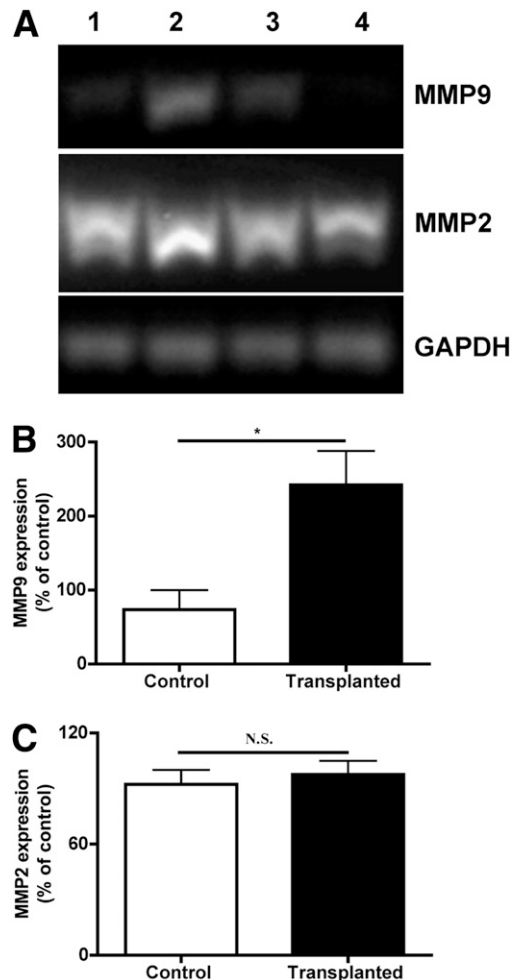 A 1 2 3 4
MMP9
MMP2
GAPDH
B
MMP9 expression
(% of control)
300
200
100
0
*
Control Transplanted
C
MMP2 expression
(% of control)
120
60
0
N.S.
Control Transplanted